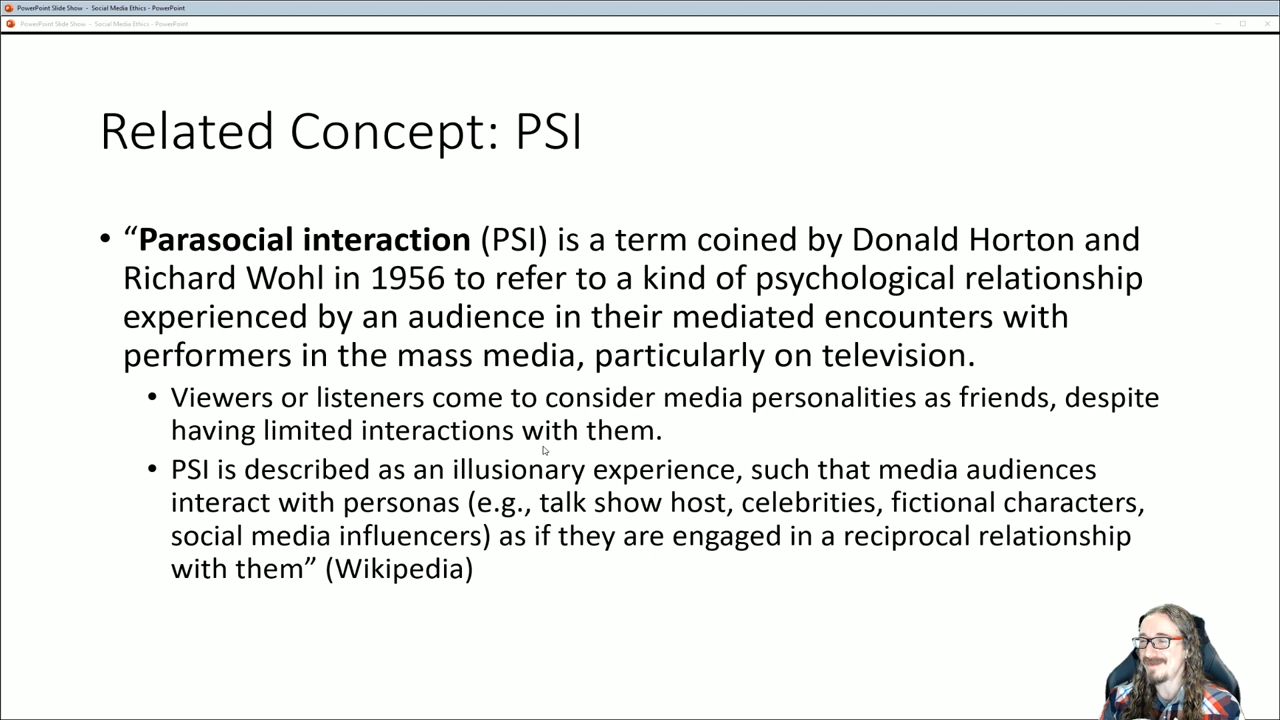 PowerPoint Slide Show - Social Media Ethics - PowerPoint
PowerPoint Slide Show - Social Media Ethics - PowerPoint
Related Concept: PSI
• “Parasocial interaction (PSI) is a term coined by Donald Horton and
Richard Wohl in 1956 to refer to a kind of psychological relationship
experienced by an audience in their mediated encounters with
performers in the mass media, particularly on television.
• Viewers or listeners come to consider media personalities as friends, despite
having limited interactions with them.
• PSI is described as an illusionary experience, such that media audiences
interact with personas (e.g., talk show host, celebrities, fictional characters,
social media influencers) as if they are engaged in a reciprocal relationship
with them” (Wikipedia)